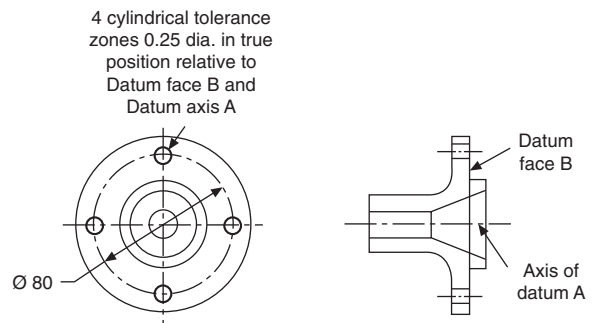 4 cylindrical tolerance
zones 0.25 dia. in true
position relative to
Datum face B and
Datum axis A
Ø 80
Datum
face B
Axis of
datum A